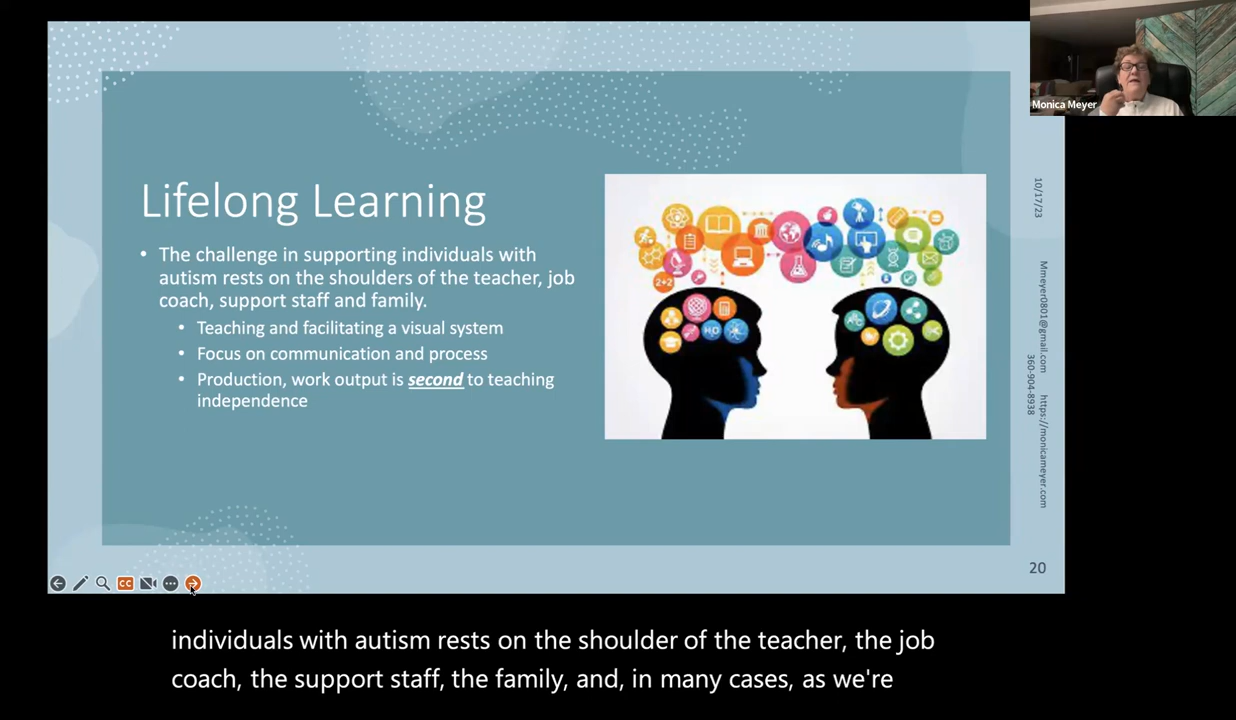 Monica Meyer
Lifelong Learning
• The challenge in supporting individuals with
autism rests on the shoulders of the teacher, job
coach, support staff and family.
• Teaching and facilitating a visual system
• Focus on communication and process
• Production, work output is second to teaching
independence
2+2
H2O
10/17/23
Mmeyer0801@gmail.com https://monicameyer.com
360-904-8938
20
CC
individuals with autism rests on the shoulder of the teacher, the job
coach, the support staff, the family, and, in many cases, as we're